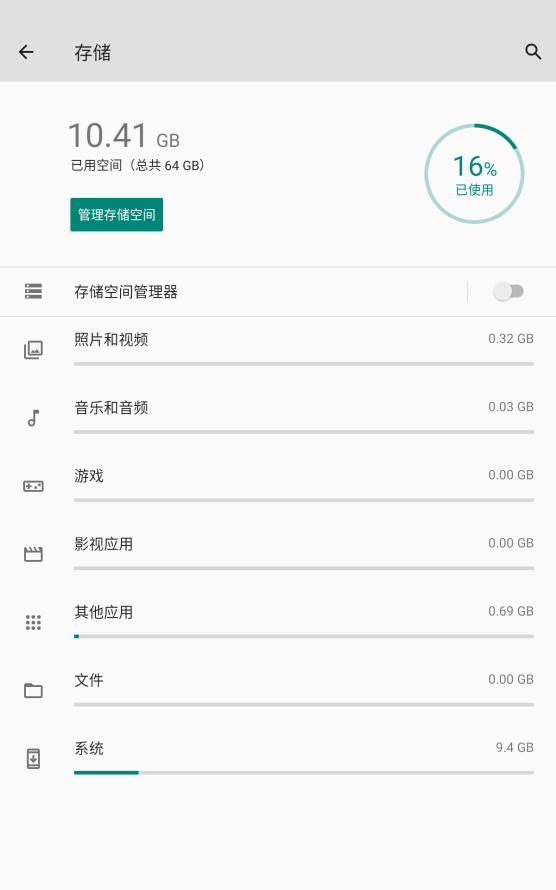 存储
10.41 GB
已用空间（总共 64 GB）
管理存储空间
16%
已使用
存储空间管理器
照片和视频 0.32 GB
音乐和音频 0.03 GB
游戏 0.00 GB
影视应用 0.00 GB
其他应用 0.69 GB
文件 0.00 GB
系统 9.4 GB